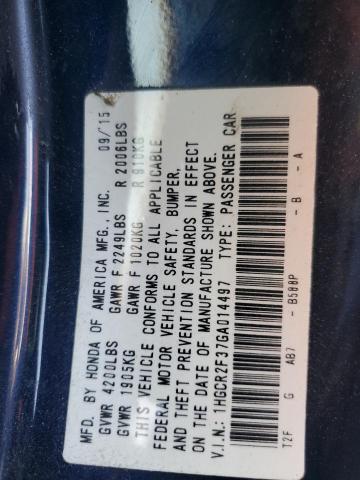 MFD. BY HONDA OF AMERICA MFG., INC. 09/15
GVWR 4200LBS GAWR F 2249LBS R 2006LBS
GVWR 1905KG GAWR F 1020KG R 910KG
THIS VEHICLE CONFORMS TO ALL APPLICABLE
FEDERAL MOTOR VEHICLE SAFETY, BUMPER,
AND THEFT PREVENTION STANDARDS IN EFFECT
ON THE DATE OF MANUFACTURE SHOWN ABOVE.
V.I.N.: 1HGCR2F37GA014497 TYPE: PASSENGER CAR
T2F G AB7 - B588P - B - A